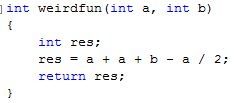 int weirdfun(int a, int b)
{
    int res;
    res = a + a + b - a / 2;
    return res;
}